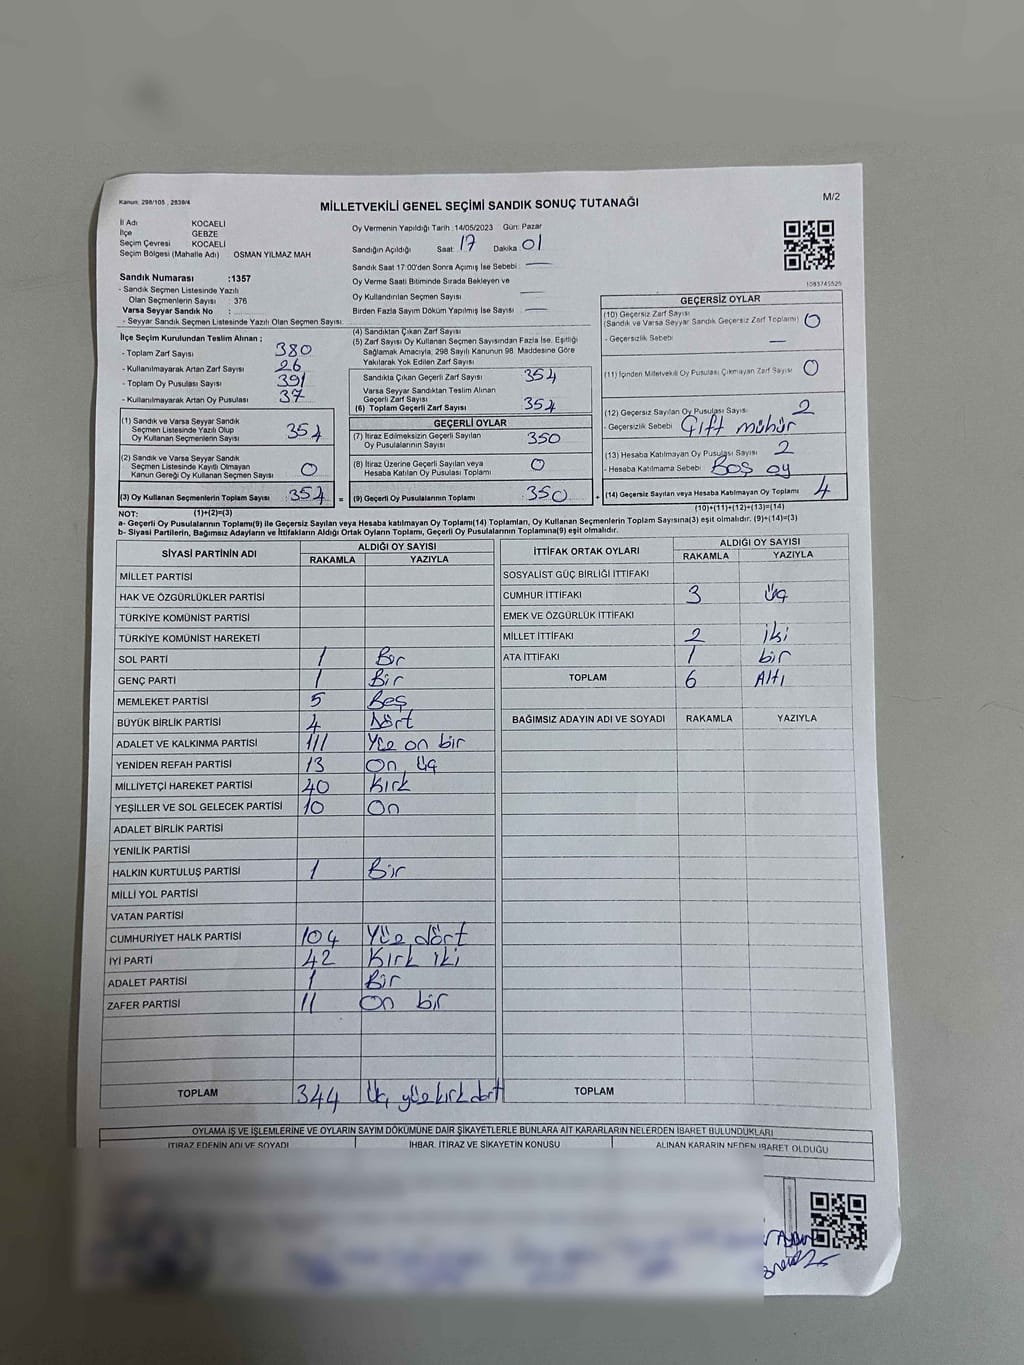 Kanun: 298/105 , 2839/4
MİLLETVEKİLİ GENEL SEÇİMİ SANDIK SONUÇ TUTANAĞI
M/2
İl Adı KOCAELİ
İlçe GEBZE
Seçim Çevresi KOCAELİ
Seçim Bölgesi (Mahalle Adı) OSMAN YILMAZ MAH
Oy Vermenin Yapıldığı Tarih :14/05/2023 Gün: Pazar
Sandığın Açıldığı Saat: 17 Dakika: 01
Sandık Saat 17:00'den Sonra Açımış İse Sebebi: —
Oy Verme Saati Bitiminde Sırada Bekleyen ve
Oy Kullandırılan Seçmen Sayısı —
Birden Fazla Sayım Döküm Yapılmış İse Sayısı : —
Sandık Numarası :1357
- Sandık Seçmen Listesinde Yazılı
Olan Seçmenlerin Sayısı : 376
Varsa Seyyar Sandık No :
- Seyyar Sandık Seçmen Listesinde Yazılı Olan Seçmen Sayısı:
İlçe Seçim Kurulundan Teslim Alınan ;
- Toplam Zarf Sayısı 380
- Kullanılmayarak Artan Zarf Sayısı 26
- Toplam Oy Pusulası Sayısı 391
- Kullanılmayarak Artan Oy Pusulası 37
(1) Sandık ve Varsa Seyyar Sandık
Seçmen Listesinde Yazılı Olup
Oy Kullanan Seçmenlerin Sayısı 354
(2) Sandık ve Varsa Seyyar Sandık
Seçmen Listesinde Kayıtlı Olmayan
Kanun Gereği Oy Kullanan Seçmen Sayısı 0
(3) Oy Kullanan Seçmenlerin Toplam Sayısı : 354 =
(1)+(2)=(3)
(4) Sandıktan Çıkan Zarf Sayısı
(5) Zarf Sayısı Oy Kullanan Seçmen Sayısından Fazla İse, Eşitliği
Sağlamak Amacıyla, 298 Sayılı Kanunun 98. Maddesine Göre
Yakılarak Yok Edilen Zarf Sayısı
Sandıkta Çıkan Geçerli Zarf Sayısı 354
Varsa Seyyar Sandıktan Teslim Alınan
Geçerli Zarf Sayısı
(6) Toplam Geçerli Zarf Sayısı 354
GEÇERLİ OYLAR
(7) İtiraz Edilmeksizin Geçerli Sayılan
Oy Pusulalarının Sayısı 350
(8) İtiraz Üzerine Geçerli Sayılan veya
Hesaba Katılan Oy Pusulası Toplamı 0
(9) Geçerli Oy Pusulalarının Toplamı : 350 +
1083745525
GEÇERSİZ OYLAR
(10) Geçersiz Zarf Sayısı
(Sandık ve Varsa Seyyar Sandık Geçersiz Zarf Toplamı) 0
- Geçersizlik Sebebi —
(11) İçinden Milletvekili Oy Pusulası Çıkmayan Zarf Sayısı 0
(12) Geçersiz Sayılan Oy Pusulası Sayısı 2
- Geçersizlik Sebebi Çift mühür
(13) Hesaba Katılmayan Oy Pusulası Sayısı 2
- Hesaba Katılmama Sebebi Boş oy
(14) Geçersiz Sayılan veya Hesaba Katılmayan Oy Toplamı 4
(10)+(11)+(12)+(13)=(14)
NOT:
a- Geçerli Oy Pusulalarının Toplamı(9) ile Geçersiz Sayılan veya Hesaba katılmayan Oy Toplamı(14) Toplamları, Oy Kullanan Seçmenlerin Toplam Sayısına(3) eşit olmalıdır. (9)+(14)=(3)
b- Siyasi Partilerin, Bağımsız Adayların ve İttifakların Aldığı Ortak Oyların Toplamı, Geçerli Oy Pusulalarının Toplamına(9) eşit olmalıdır.
SİYASİ PARTİNİN ADI ALDIĞI OY SAYISI
RAKAMLA YAZIYLA
MİLLET PARTİSİ
HAK VE ÖZGÜRLÜKLER PARTİSİ
TÜRKİYE KOMÜNİST PARTİSİ
TÜRKİYE KOMÜNİST HAREKETİ
SOL PARTİ 1 Bir
GENÇ PARTİ 1 Bir
MEMLEKET PARTİSİ 5 Beş
BÜYÜK BİRLİK PARTİSİ 4 Dört
ADALET VE KALKINMA PARTİSİ 111 Yüz on bir
YENİDEN REFAH PARTİSİ 13 On üç
MİLLİYETÇİ HAREKET PARTİSİ 40 Kırk
YEŞİLLER VE SOL GELECEK PARTİSİ 10 On
ADALET BİRLİK PARTİSİ
YENİLİK PARTİSİ
HALKIN KURTULUŞ PARTİSİ 1 Bir
MİLLİ YOL PARTİSİ
VATAN PARTİSİ
CUMHURİYET HALK PARTİSİ 104 Yüz dört
İYİ PARTİ 42 Kırk iki
ADALET PARTİSİ 1 Bir
ZAFER PARTİSİ 11 On bir
TOPLAM 344 Üç yüz kırk dört
İTTİFAK ORTAK OYLARI ALDIĞI OY SAYISI
RAKAMLA YAZIYLA
SOSYALİST GÜÇ BİRLİĞİ İTTİFAKI
CUMHUR İTTİFAKI 3 Üç
EMEK VE ÖZGÜRLÜK İTTİFAKI
MİLLET İTTİFAKI 2 iki
ATA İTTİFAKI 1 bir
TOPLAM 6 Altı
BAĞIMSIZ ADAYIN ADI VE SOYADI RAKAMLA YAZIYLA
TOPLAM
OYLAMA İŞ VE İŞLEMLERİNE VE OYLARIN SAYIM DÖKÜMÜNE DAİR ŞİKAYETLERLE BUNLARA AİT KARARLARIN NELERDEN İBARET BULUNDUKLARI
İTİRAZ EDENİN ADI VE SOYADI İHBAR, İTİRAZ VE ŞİKAYETİN KONUSU ALINAN KARARIN NEDEN İBARET OLDUĞU